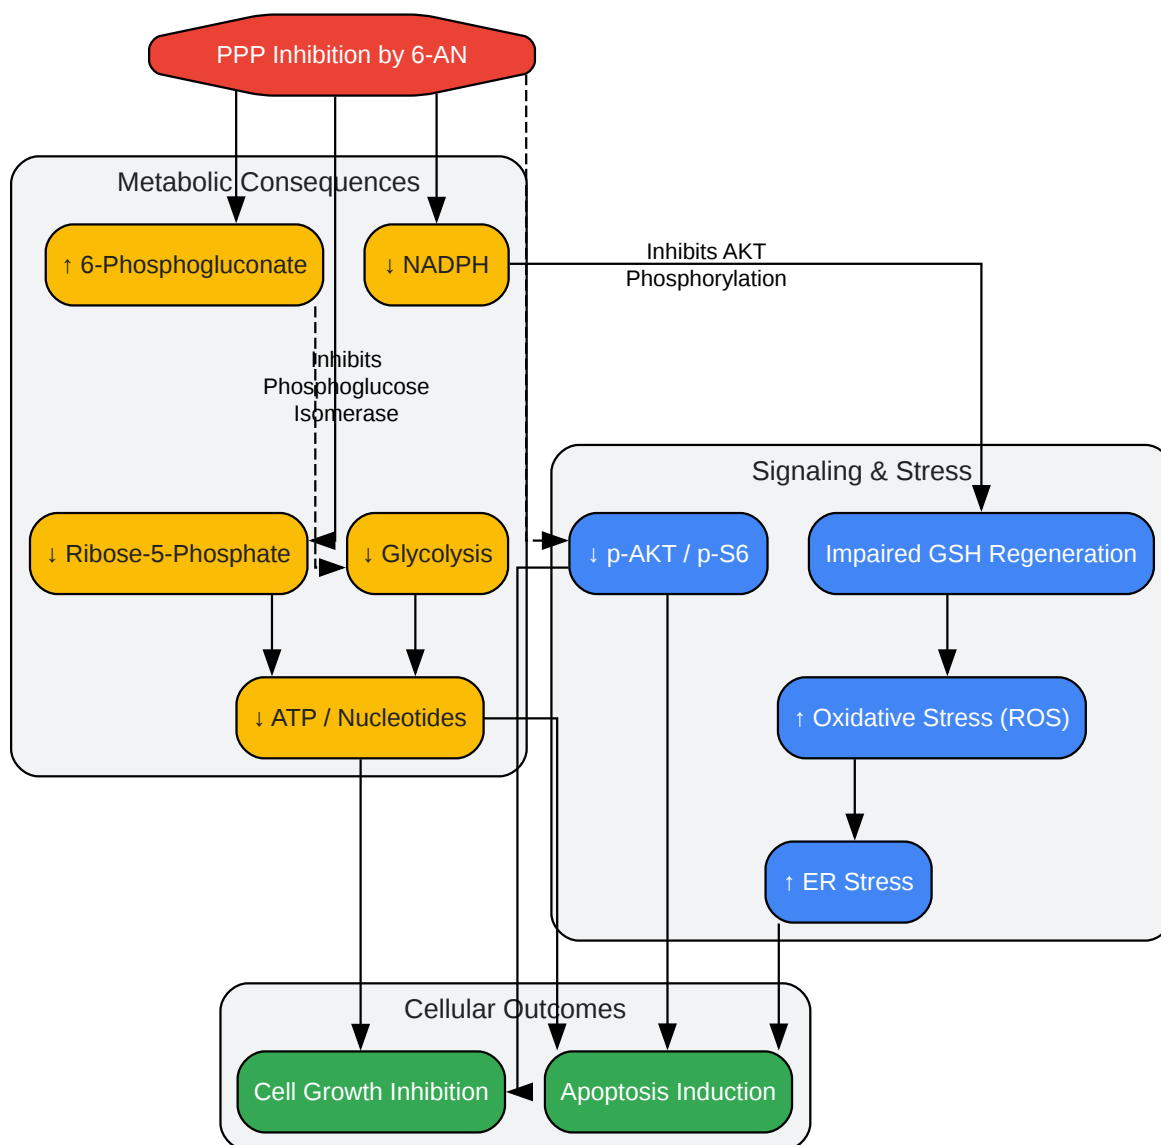 PPP Inhibition by 6-AN
Metabolic Consequences
↑ 6-Phosphogluconate
↓ NADPH
Inhibits AKT
Phosphorylation
Inhibits
Phosphoglucose
Isomerase
Signaling & Stress
↓ Ribose-5-Phosphate
↓ Glycolysis
↓ p-AKT / p-S6
Impaired GSH Regeneration
↓ ATP / Nucleotides
↑ Oxidative Stress (ROS)
↑ ER Stress
Cellular Outcomes
Cell Growth Inhibition
Apoptosis Induction